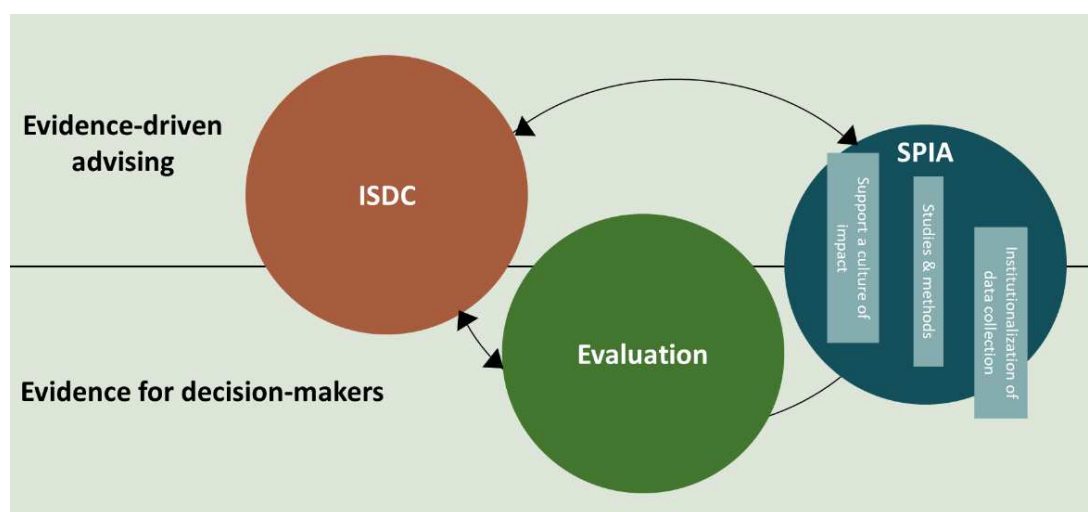 Evidence-driven
advising
ISDC
SPIA
Support a culture of
impact
Studies & methods
Institutionalization of
data collection
Evaluation
Evidence for decision-makers